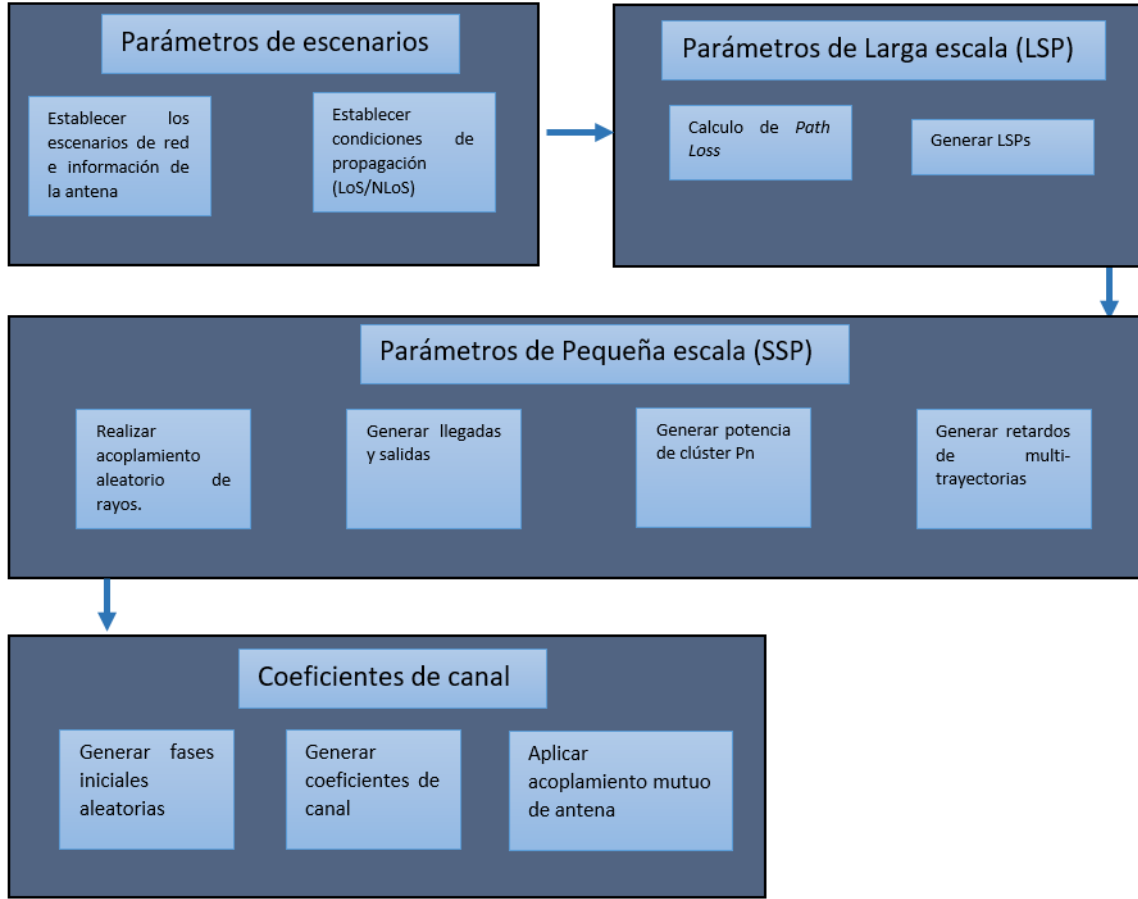 Parámetros de escenarios
Establecer los
escenarios de red
e información de
la antena
Establecer
condiciones de
propagación
(LoS/NLoS)
Parámetros de Larga escala (LSP)
Calculo de Path
Loss
Generar LSPs
Parámetros de Pequeña escala (SSP)
Realizar
acoplamiento
aleatorio de
rayos.
Generar llegadas
y salidas
Generar potencia
de clúster Pn
Generar retardos
de multi-
trayectorias
Coeficientes de canal
Generar fases
iniciales
aleatorias
Generar
coeficientes de
canal
Aplicar
acoplamiento mutuo
de antena